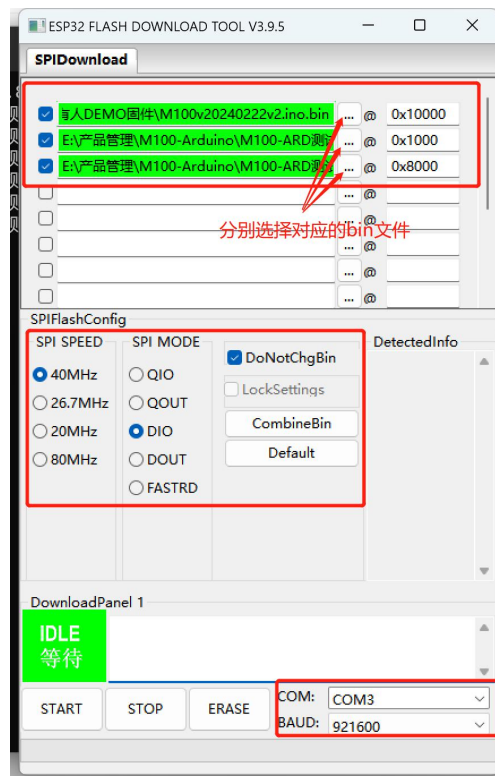 ESP32 FLASH DOWNLOAD TOOL V3.9.5
SPIDownload
盲人DEMO固件\M100v20240222v2.ino.bin ... @ 0x10000
E:\产品管理\M100-Arduino\M100-ARD测试 ... @ 0x1000
E:\产品管理\M100-Arduino\M100-ARD测试 ... @ 0x8000
... @
... @
分别选择对应的bin文件
... @
... @
... @
SPIFlashConfig
SPI SPEED SPI MODE DetectedInfo
DoNotChgBin
40MHz QIO
LockSettings
26.7MHz QOUT
CombineBin
20MHz DIO
Default
80MHz DOUT
FASTRD
DownloadPanel 1
IDLE
等待
START STOP ERASE
COM: COM3
BAUD: 921600